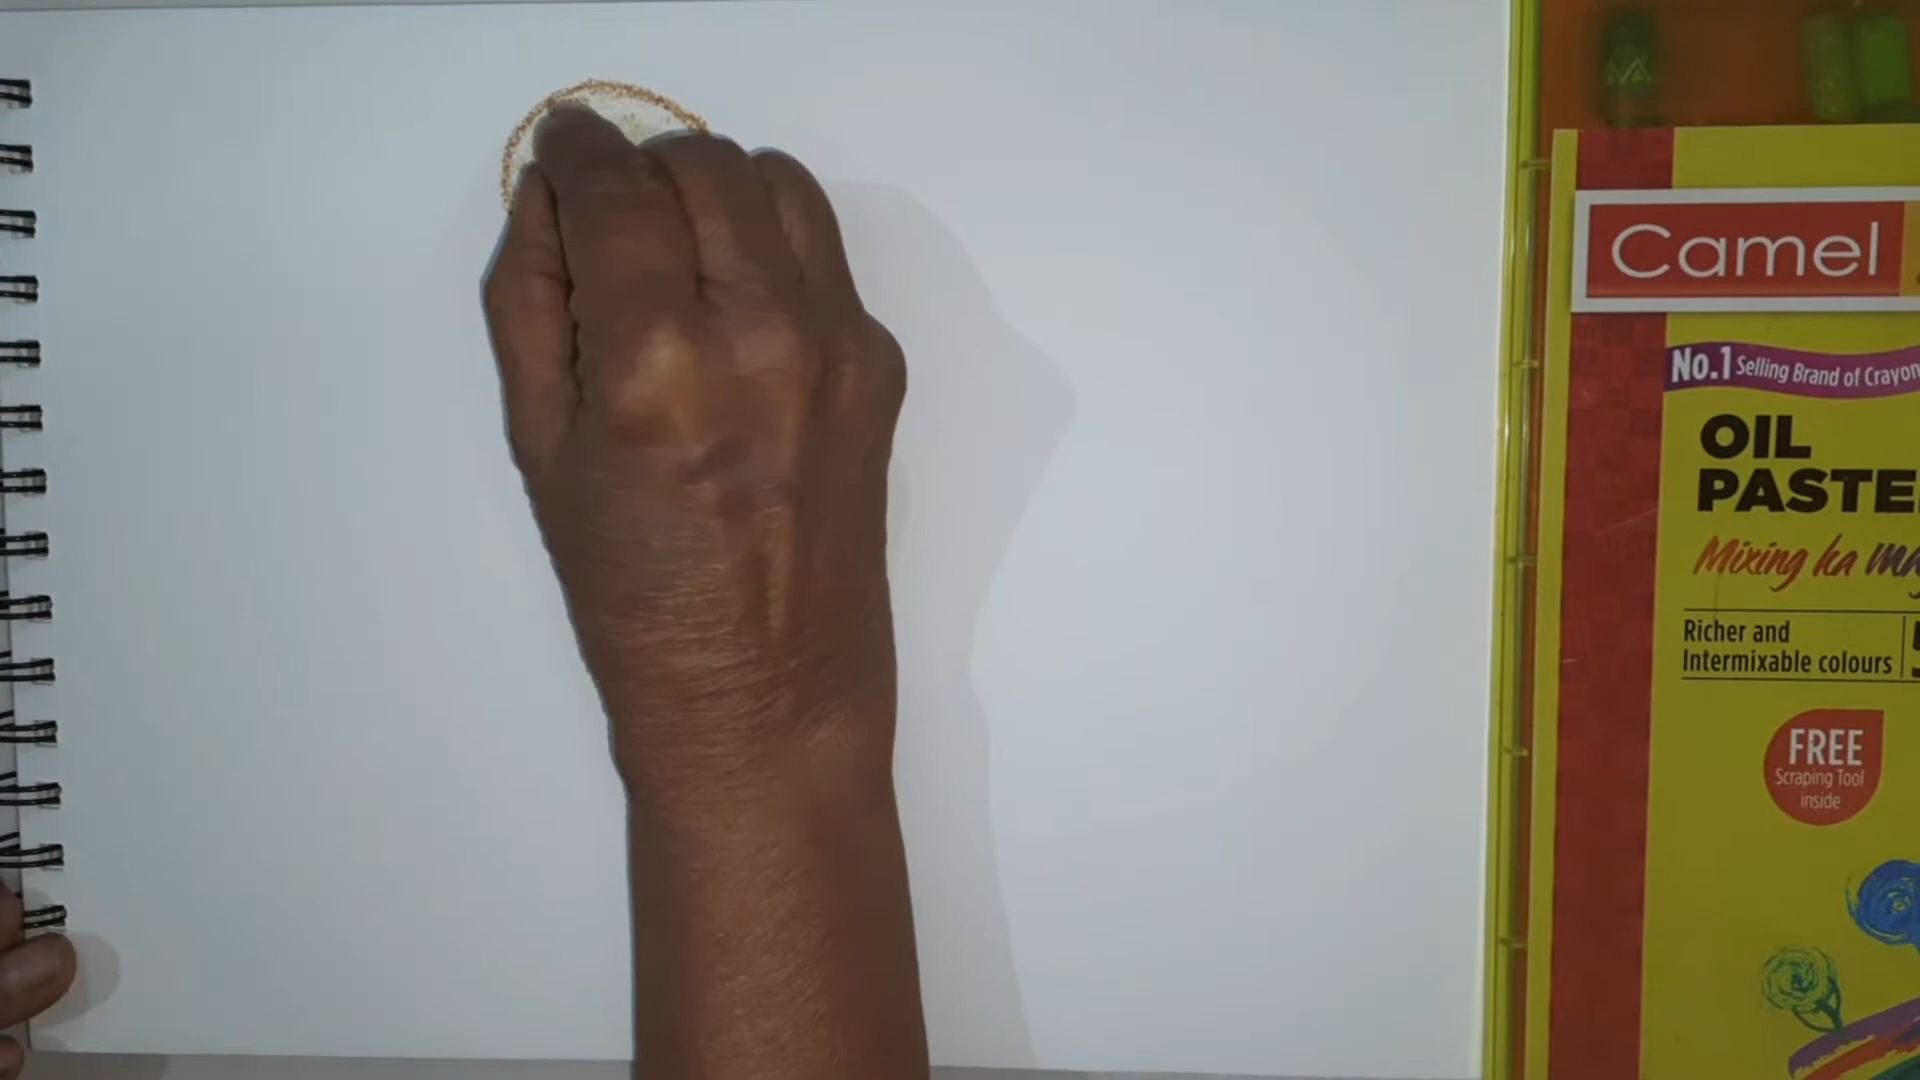 Camel
No.1 Selling Brand of Crayon
OIL
PASTE
Mixing ka
Richer and
Intermixable colours
FREE
Scraping Tool
inside